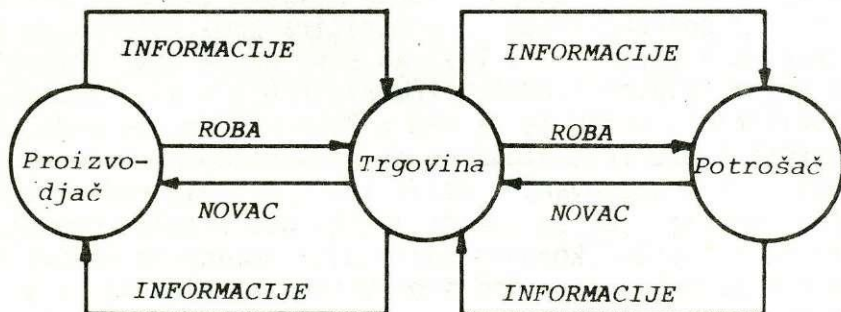 INFORMACIJE
INFORMACIJE
ROBA
ROBA
Proizvo-
djač
Trgovina
Potrošač
NOVAC
NOVAC
INFORMACIJE
INFORMACIJE